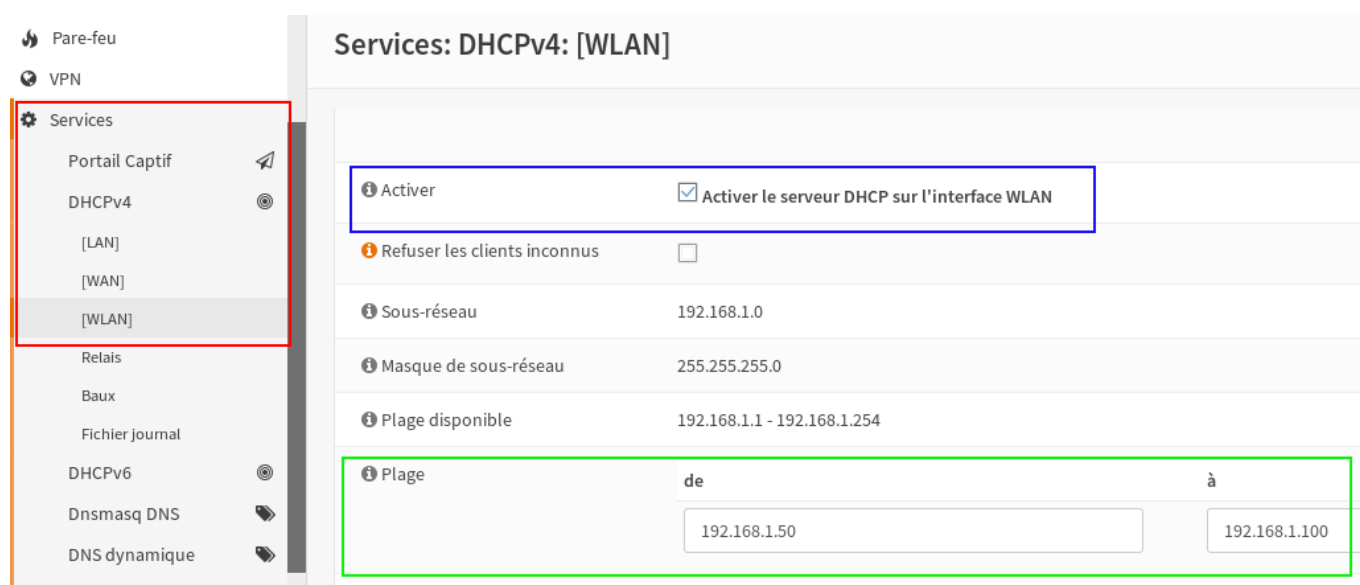 Pare-feu
VPN
Services
Portail Captif
DHCPv4
[LAN]
[WAN]
[WLAN]
Relais
Baux
Fichier journal
DHCPv6
Dnsmasq DNS
DNS dynamique
Services: DHCPv4: [WLAN]
Activer
Activer le serveur DHCP sur l'interface WLAN
Refuser les clients inconnus
Sous-réseau
192.168.1.0
Masque de sous-réseau
255.255.255.0
Plage disponible
192.168.1.1 - 192.168.1.254
Plage
de
à
192.168.1.50
192.168.1.100